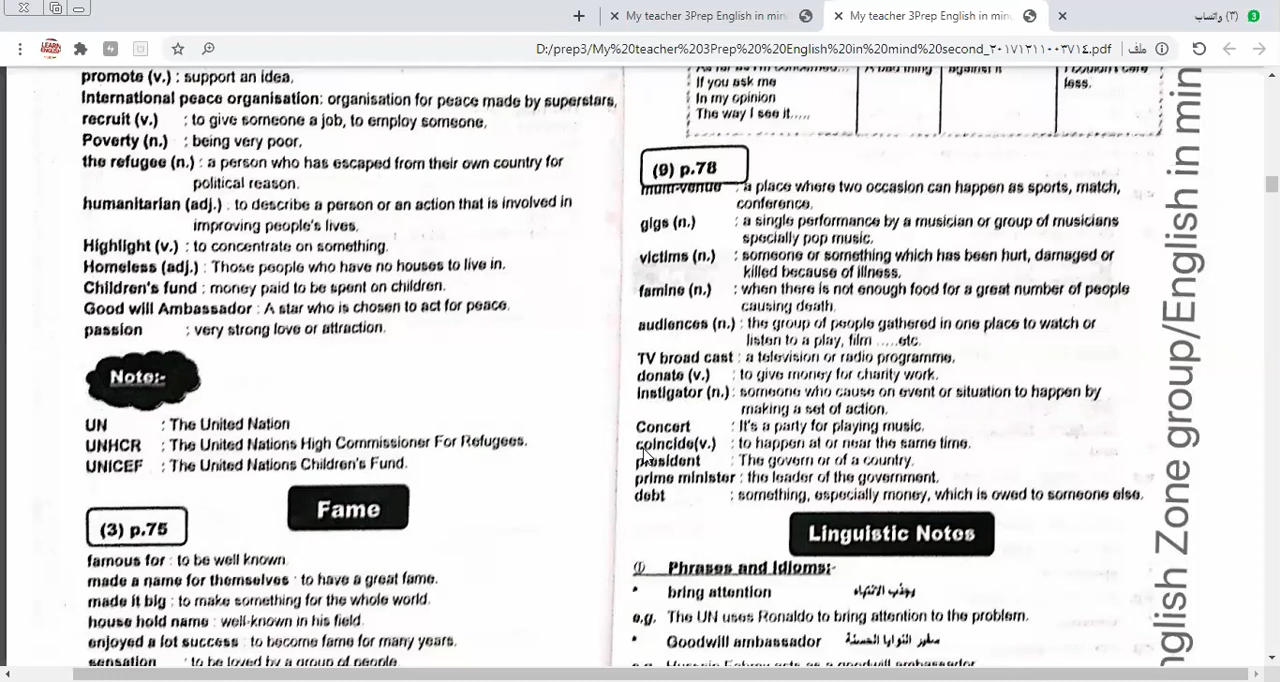 My teacher 3Prep English in min
My teacher 3Prep English in min
(٣) واتساب
3
D:/prep3/My%20teacher%203Prep%20%20English%20in%20mind%20second_٢٠١٧١٢١١٠٠٣٧١٤.pdf
ملف
promote (v.) : support an idea.
International peace organisation: organisation for peace made by superstars,
recruit (v.) : to give someone a job, to employ someone.
Poverty (n.) : being very poor.
the refugee (n.) : a person who has escaped from their own country for
political reason.
humanitarian (adj.) : to describe a person or an action that is involved in
improving people's lives.
Highlight (v.) : to concentrate on something.
Homeless (adj.) : Those people who have no houses to live in.
Children's fund : money paid to be spent on children.
Good will Ambassador : A star who is chosen to act for peace.
passion : very strong love or attraction.
Note:-
UN : The United Nation
UNHCR : The United Nations High Commissioner For Refugees.
UNICEF : The United Nations Children's Fund.
Fame
(3) p.75
famous for : to be well known.
made a name for themselves : to have a great fame.
made it big : to make something for the whole world.
house hold name : well-known in his field.
enjoyed a lot success : to become fame for many years.
sensation : to be loved by a group of people.
If you ask me
In my opinion
The way I see it.....
A bad thing
against it
I couldn't care
less.
(9) p.78
multi-venue : a place where two occasion can happen as sports, match,
conference.
gigs (n.) : a single performance by a musician or group of musicians
specially pop music.
victims (n.) : someone or something which has been hurt, damaged or
killed because of illness.
famine (n.) : when there is not enough food for a great number of people
causing death.
audiences (n.) : the group of people gathered in one place to watch or
listen to a play, film .....etc.
TV broad cast : a television or radio programme.
donate (v.) : to give money for charity work.
Instigator (n.) : someone who cause on event or situation to happen by
making a set of action.
Concert : It's a party for playing music.
coincide(v.) : to happen at or near the same time.
president : The govern or of a country.
prime minister : the leader of the government.
debt : something, especially money, which is owed to someone else.
Linguistic Notes
① Phrases and Idioms:-
* bring attention يجذب الانتباه
e.g. The UN uses Ronaldo to bring attention to the problem.
* Goodwill ambassador سفير النوايا الحسنة
nglish Zone group/English in min